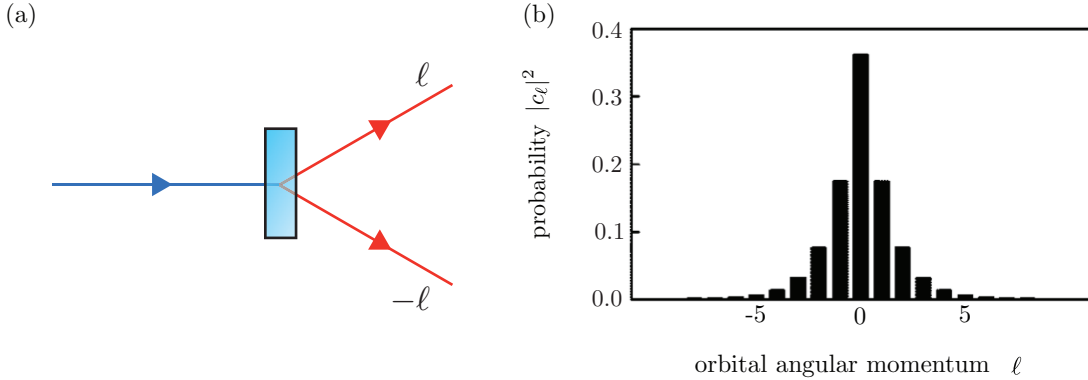 (a)
ℓ
−ℓ
(b)
probability |c_ℓ|²
0.4
0.3
0.2
0.1
0.0
-5
0
5
orbital angular momentum ℓ